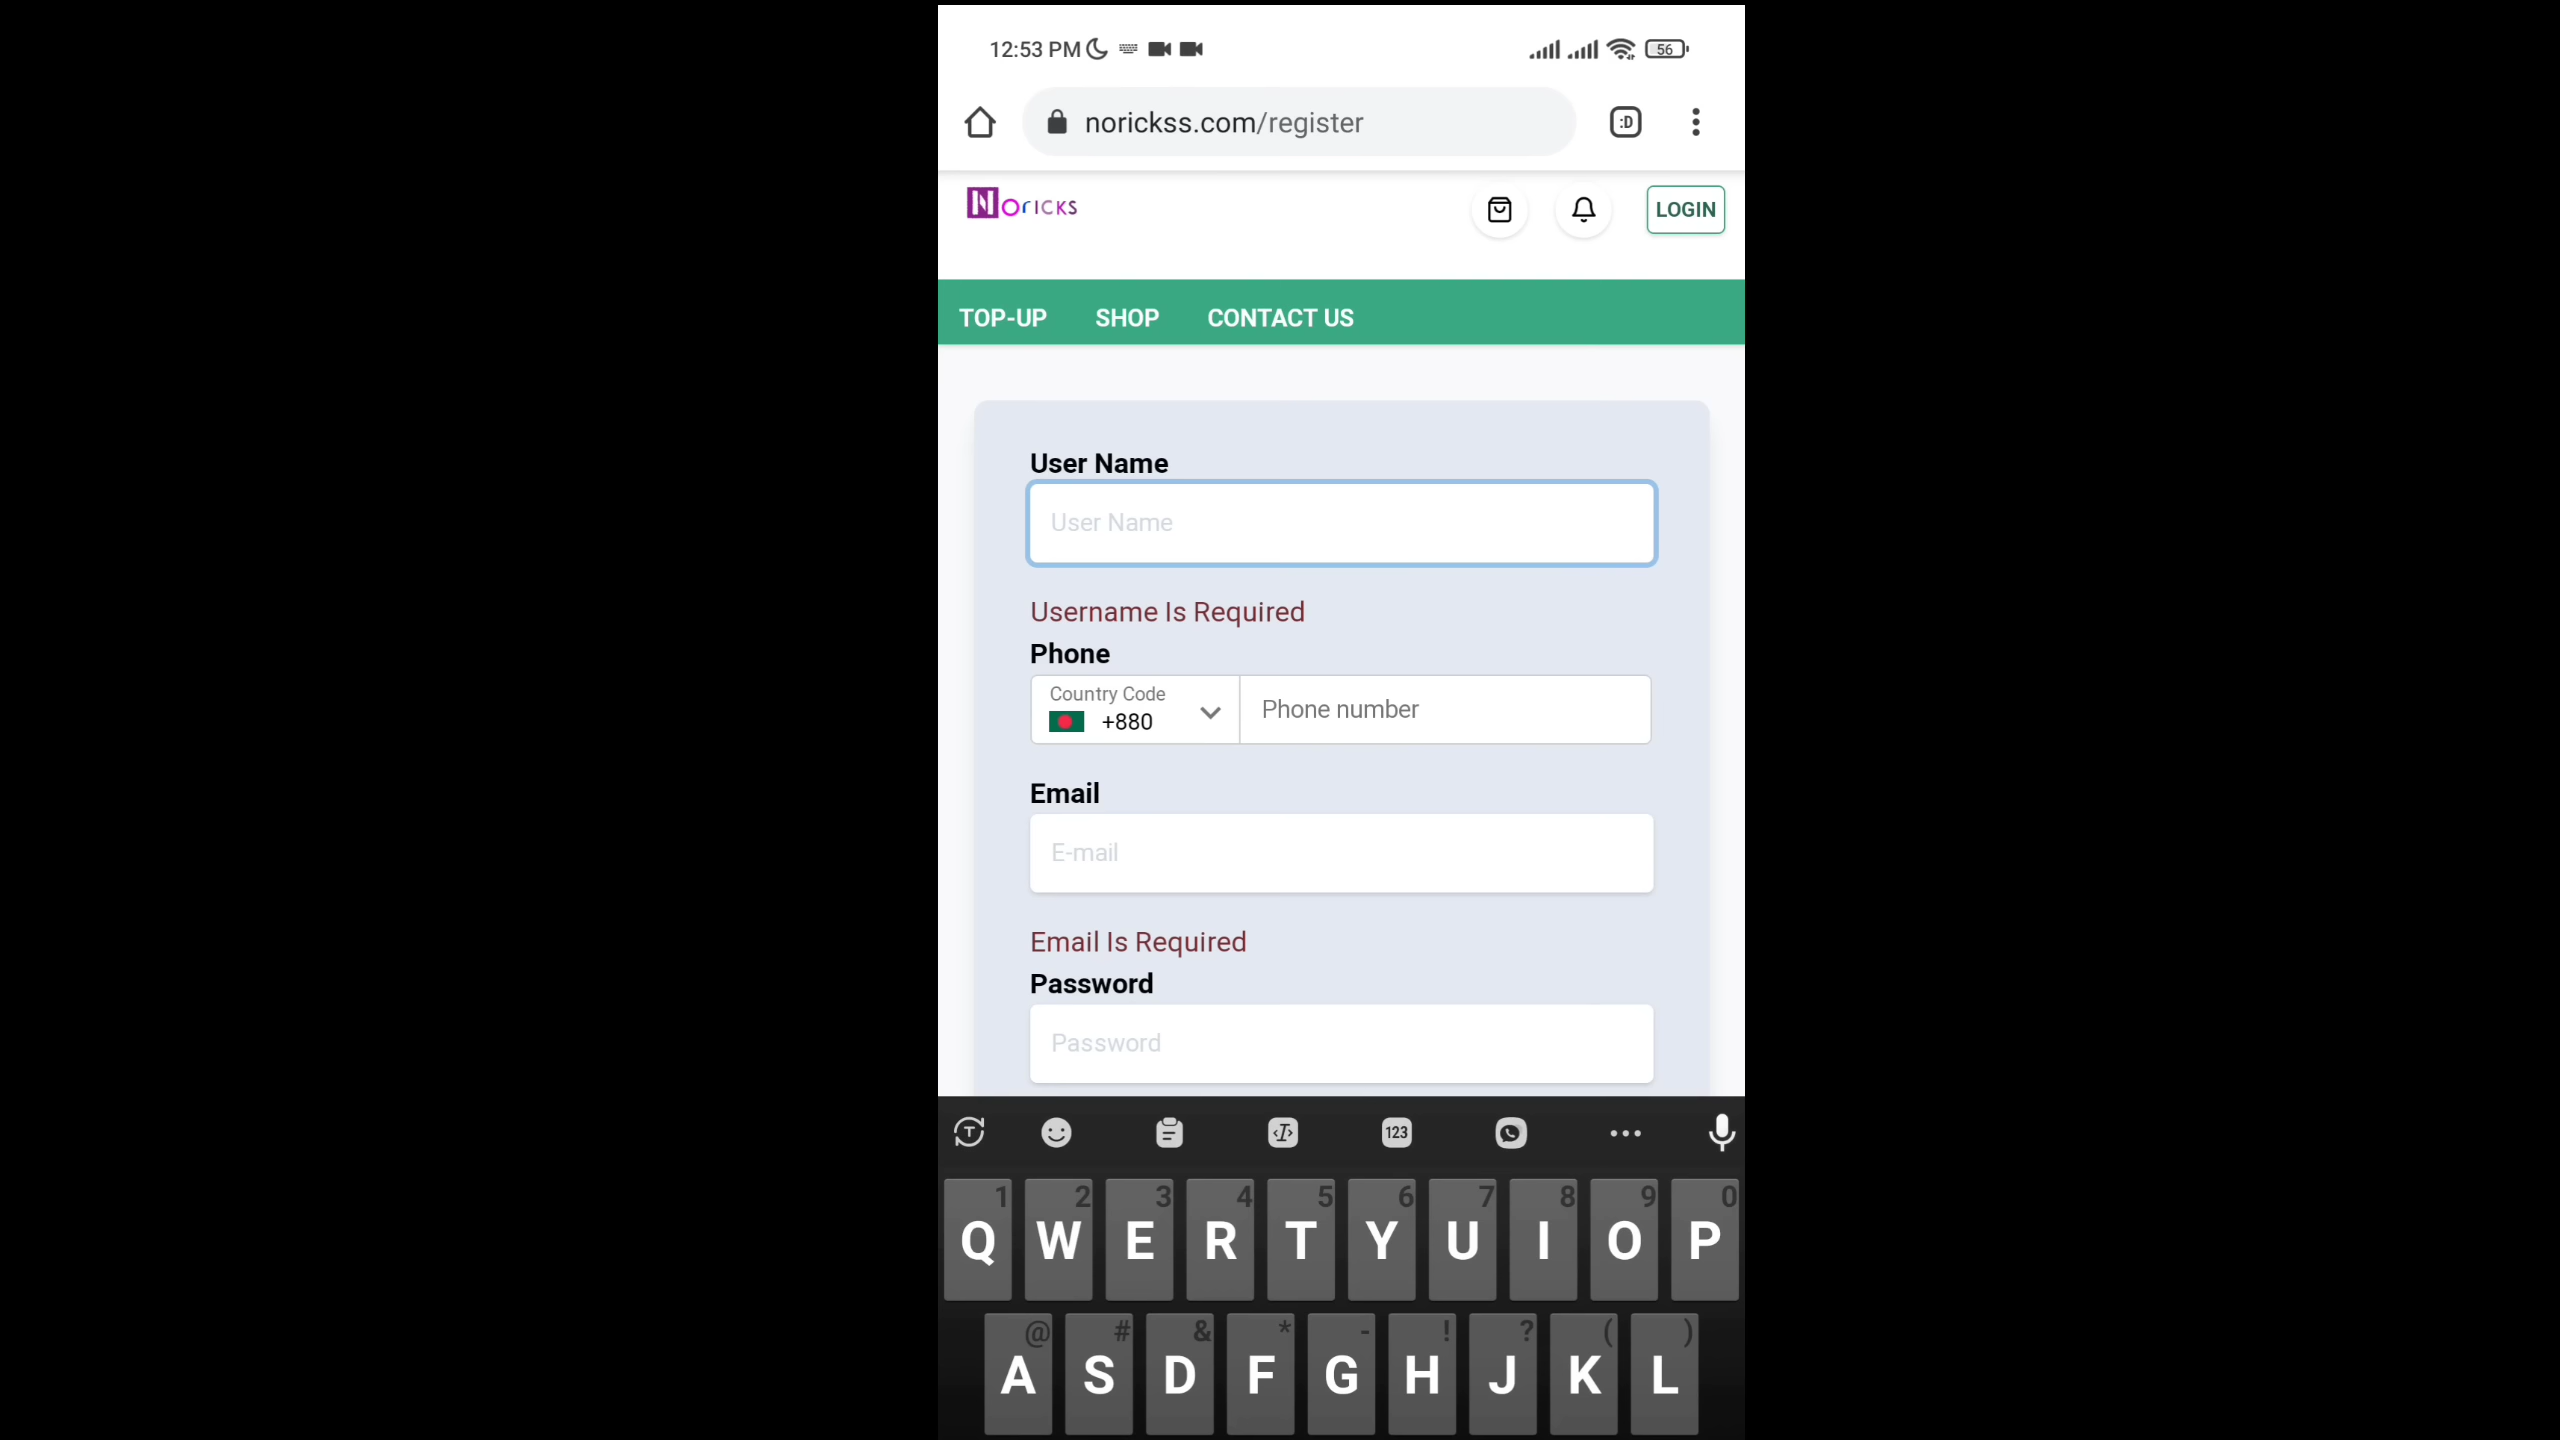 12:53 PM 56
norickss.com/register :D
NorICKS LOGIN
TOP-UP SHOP CONTACT US
User Name
User Name
Username Is Required
Phone
Country Code
+880 Phone number
Email
E-mail
Email Is Required
Password
Password
T I 123
1 2 3 4 5 6 7 8 9 0
Q W E R T Y U I O P
@ # & * - ! ? ( )
A S D F G H J K L